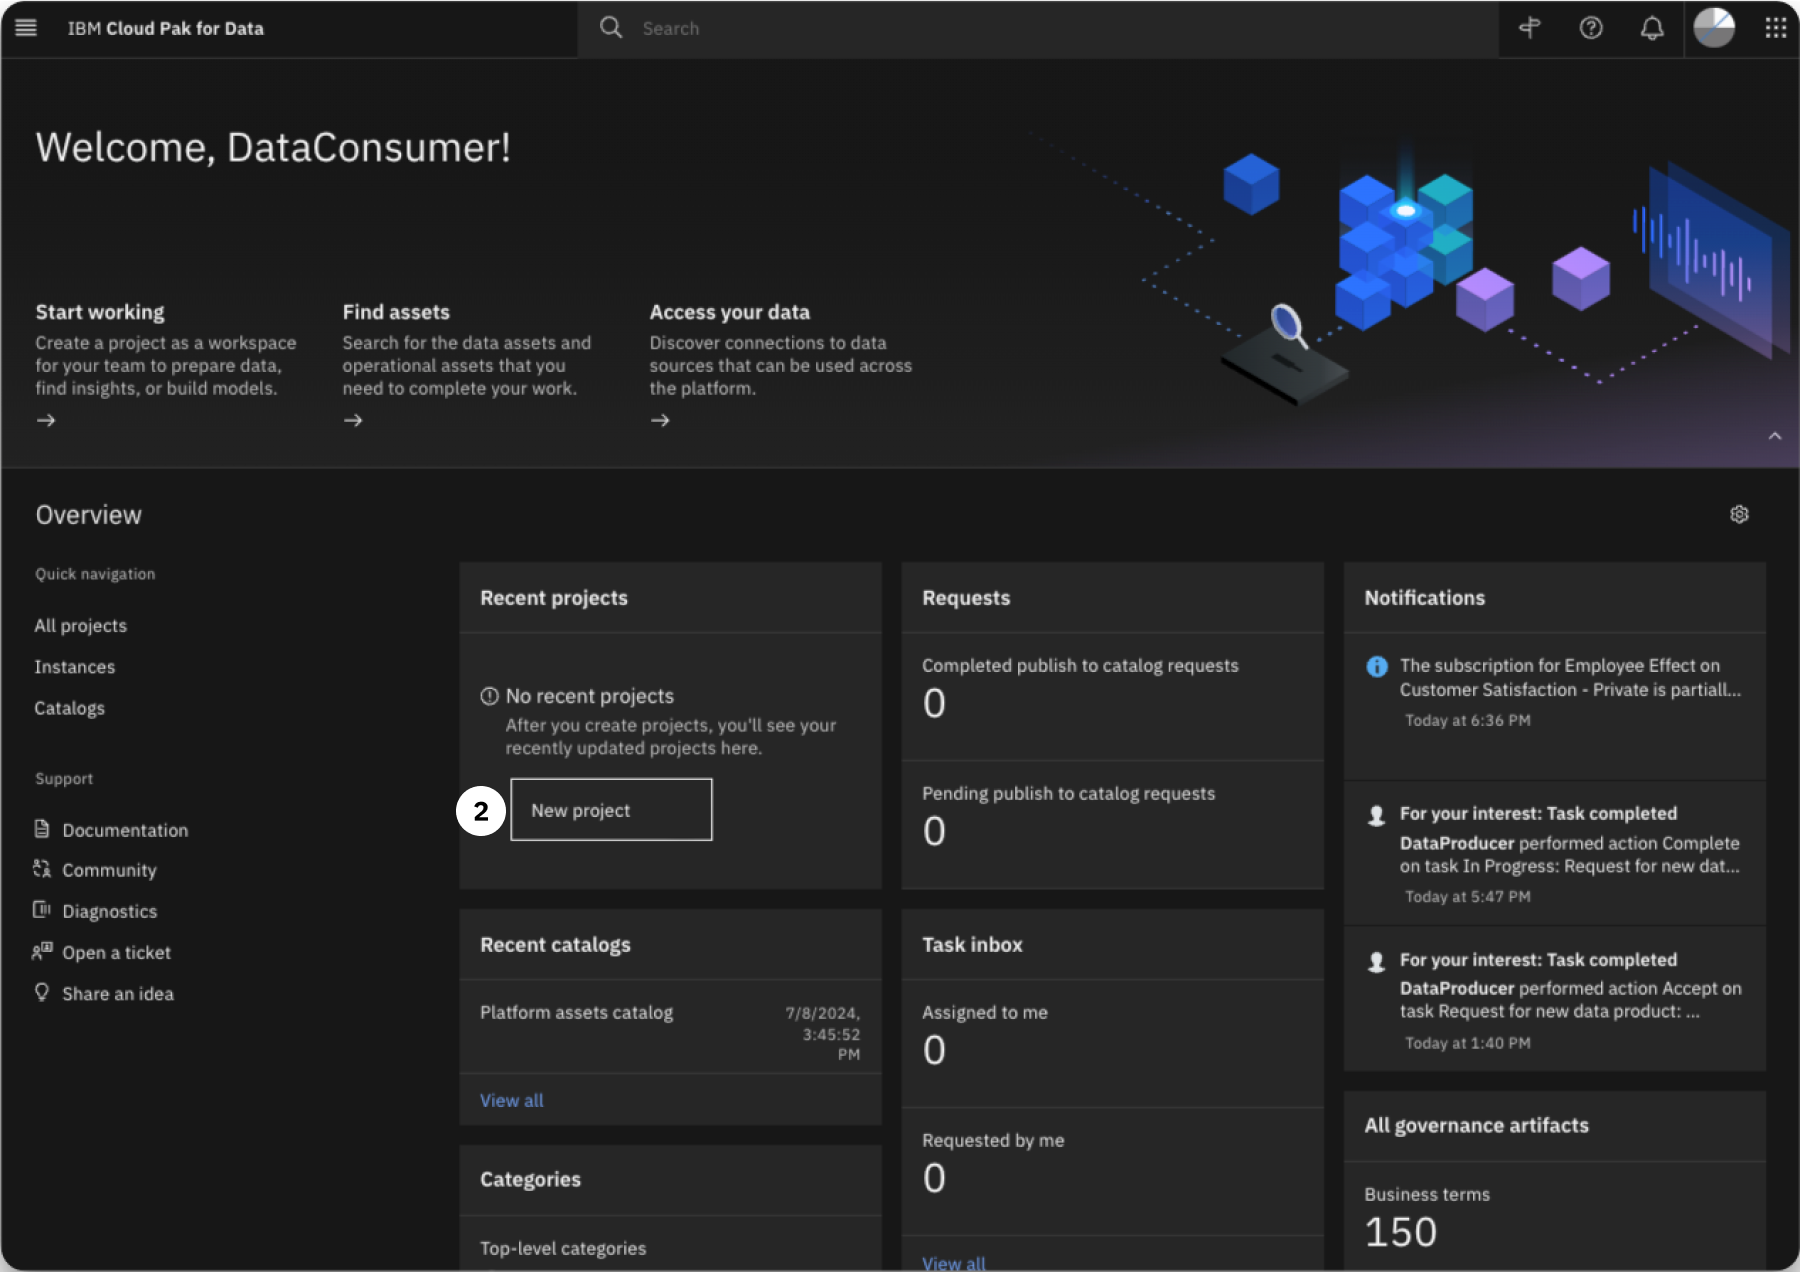 IBM Cloud Pak for Data
Search
Welcome, DataConsumer!
Start working
Create a project as a workspace
for your team to prepare data,
find insights, or build models.
Find assets
Search for the data assets and
operational assets that you
need to complete your work.
Access your data
Discover connections to data
sources that can be used across
the platform.
Overview
Quick navigation
All projects
Instances
Catalogs
Support
Documentation
Community
Diagnostics
Open a ticket
Share an idea
Recent projects
No recent projects
After you create projects, you'll see your
recently updated projects here.
2
New project
Recent catalogs
Platform assets catalog
7/8/2024,
3:45:52
PM
View all
Categories
Top-level categories
Requests
Completed publish to catalog requests
0
Pending publish to catalog requests
0
Task inbox
Assigned to me
0
Requested by me
0
View all
Notifications
The subscription for Employee Effect on
Customer Satisfaction - Private is partiall...
Today at 6:36 PM
For your interest: Task completed
DataProducer performed action Complete
on task In Progress: Request for new dat...
Today at 5:47 PM
For your interest: Task completed
DataProducer performed action Accept on
task Request for new data product: ...
Today at 1:40 PM
All governance artifacts
Business terms
150